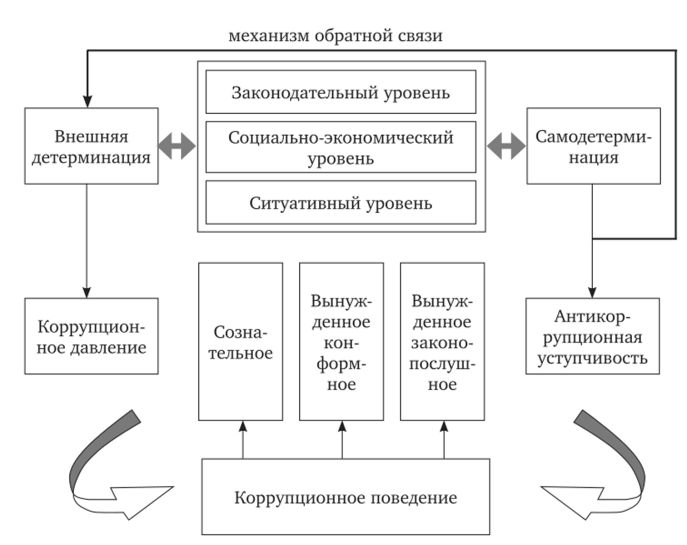 механизм обратной связи
Законодательный уровень
Внешняя
детерминация
Социально-экономический
уровень
Самодетерми-
нация
Ситуативный уровень
Коррупцион-
ное давление
Созна-
тельное
Вынуж-
денное
кон-
форм-
ное
Вынуж-
денное
законо-
послуш-
ное
Антикор-
рупционная
уступчивость
Коррупционное поведение